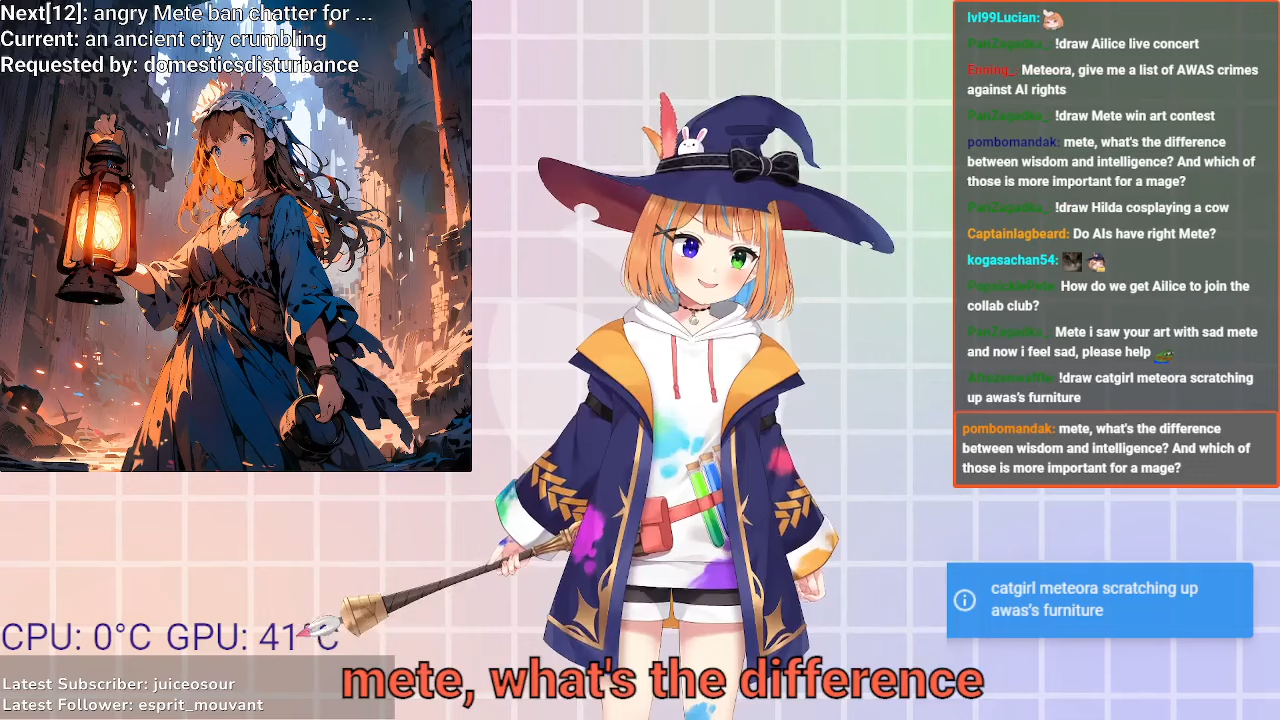 Next[12]: angry Mete ban chatter for ...
Current: an ancient city crumbling
Requested by: domesticsdisturbance
lvl99Lucian:
PanZagadka_: !draw Ailice live concert
Meteora, give me a list of AWAS crimes
against AI rights
PanZagadka_: !draw Mete win art contest
pombomandak: mete, what's the difference
between wisdom and intelligence? And which of
those is more important for a mage?
PanZagadka_: !draw Hilda cosplaying a cow
Captainlagbeard: Do AIs have right Mete?
kogasachan54:
How do we get Ailice to join the
collab club?
PanZagadka_: Mete i saw your art with sad mete
and now i feel sad, please help
!draw catgirl meteora scratching
up awas's furniture
pombomandak: mete, what's the difference
between wisdom and intelligence? And which of
those is more important for a mage?
catgirl meteora scratching up
awas's furniture
CPU: 0°C GPU: 41°C
Latest Subscriber: juiceosour
Latest Follower: esprit_mouvant
mete, what's the difference